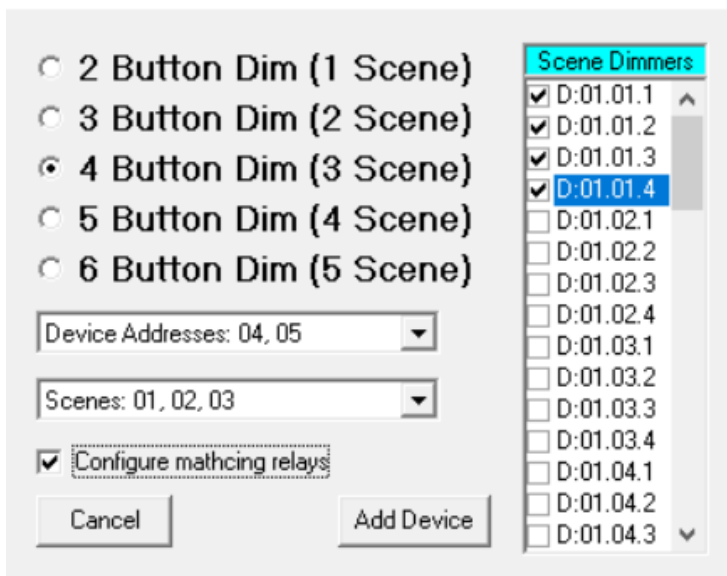 2 Button Dim (1 Scene)
3 Button Dim (2 Scene)
4 Button Dim (3 Scene)
5 Button Dim (4 Scene)
6 Button Dim (5 Scene)
Device Addresses: 04, 05
Scenes: 01, 02, 03
Configure mathcing relays
Cancel
Add Device
Scene Dimmers
D:01.01.1
D:01.01.2
D:01.01.3
D:01.01.4
D:01.02.1
D:01.02.2
D:01.02.3
D:01.02.4
D:01.03.1
D:01.03.2
D:01.03.3
D:01.03.4
D:01.04.1
D:01.04.2
D:01.04.3